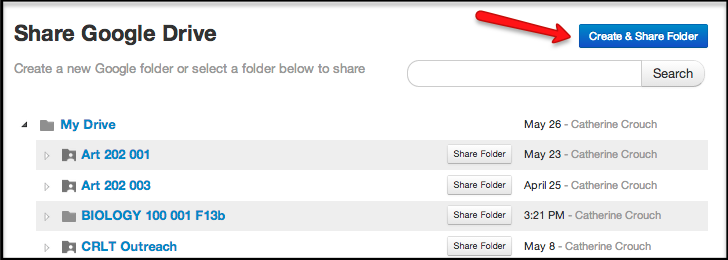 Share Google Drive
Create & Share Folder
Create a new Google folder or select a folder below to share
Search
My Drive May 26 - Catherine Crouch
Art 202 001 Share Folder May 23 - Catherine Crouch
Art 202 003 Share Folder April 25 - Catherine Crouch
BIOLOGY 100 001 F13b Share Folder 3:21 PM - Catherine Crouch
CRLT Outreach Share Folder May 8 - Catherine Crouch